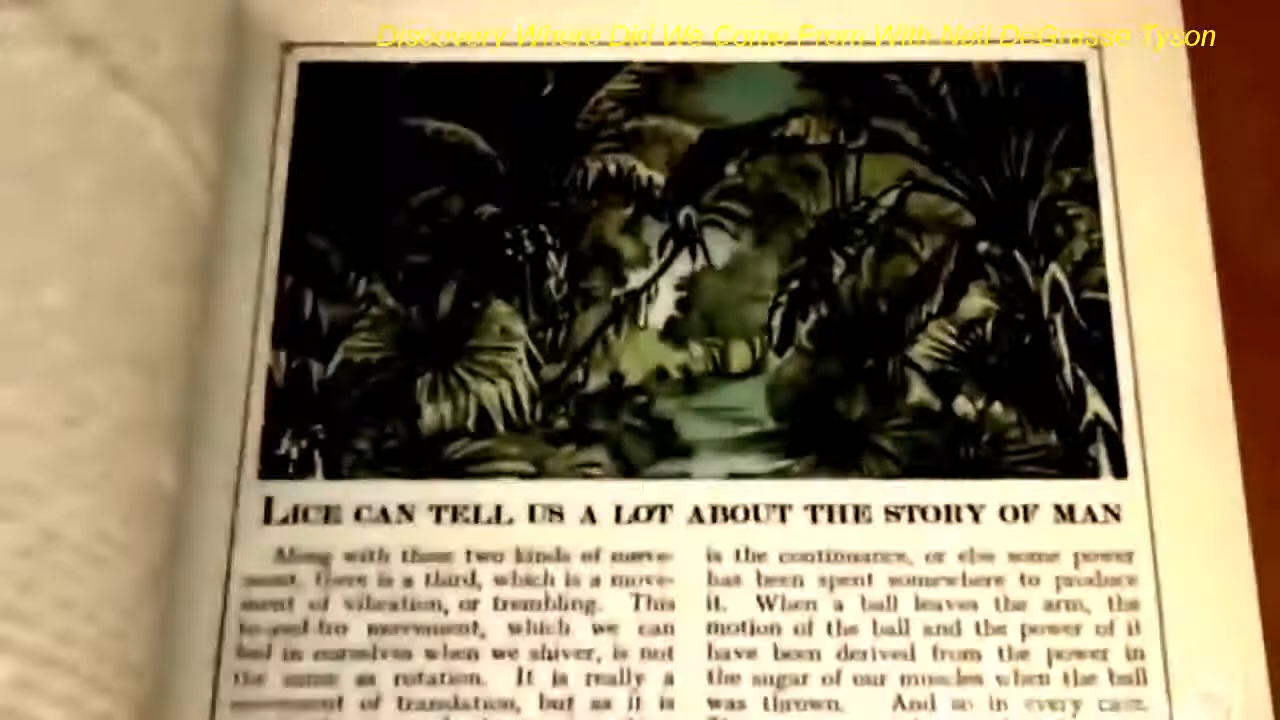 Discovery Where Did We Come From With Neil DeGrasse Tyson
LICE CAN TELL US A LOT ABOUT THE STORY OF MAN
Along with these two kinds of move-
ment, there is a third, which is a move-
ment of vibration, or trembling. This
to-and-fro movement, which we can
feel in ourselves when we shiver, is not
the same as rotation. It is really a
movement of translation, but as it is
is the continuance, or else some power
has been spent somewhere to produce
it. When a ball leaves the arm, the
motion of the ball and the power of it
have been derived from the power in
the sugar of our muscles when the ball
was thrown. And so in every case.